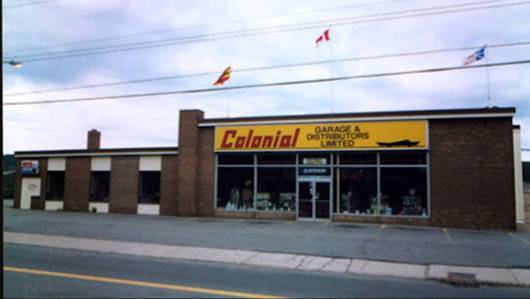 Colonial
GARAGE &
DISTRIBUTORS
LIMITED